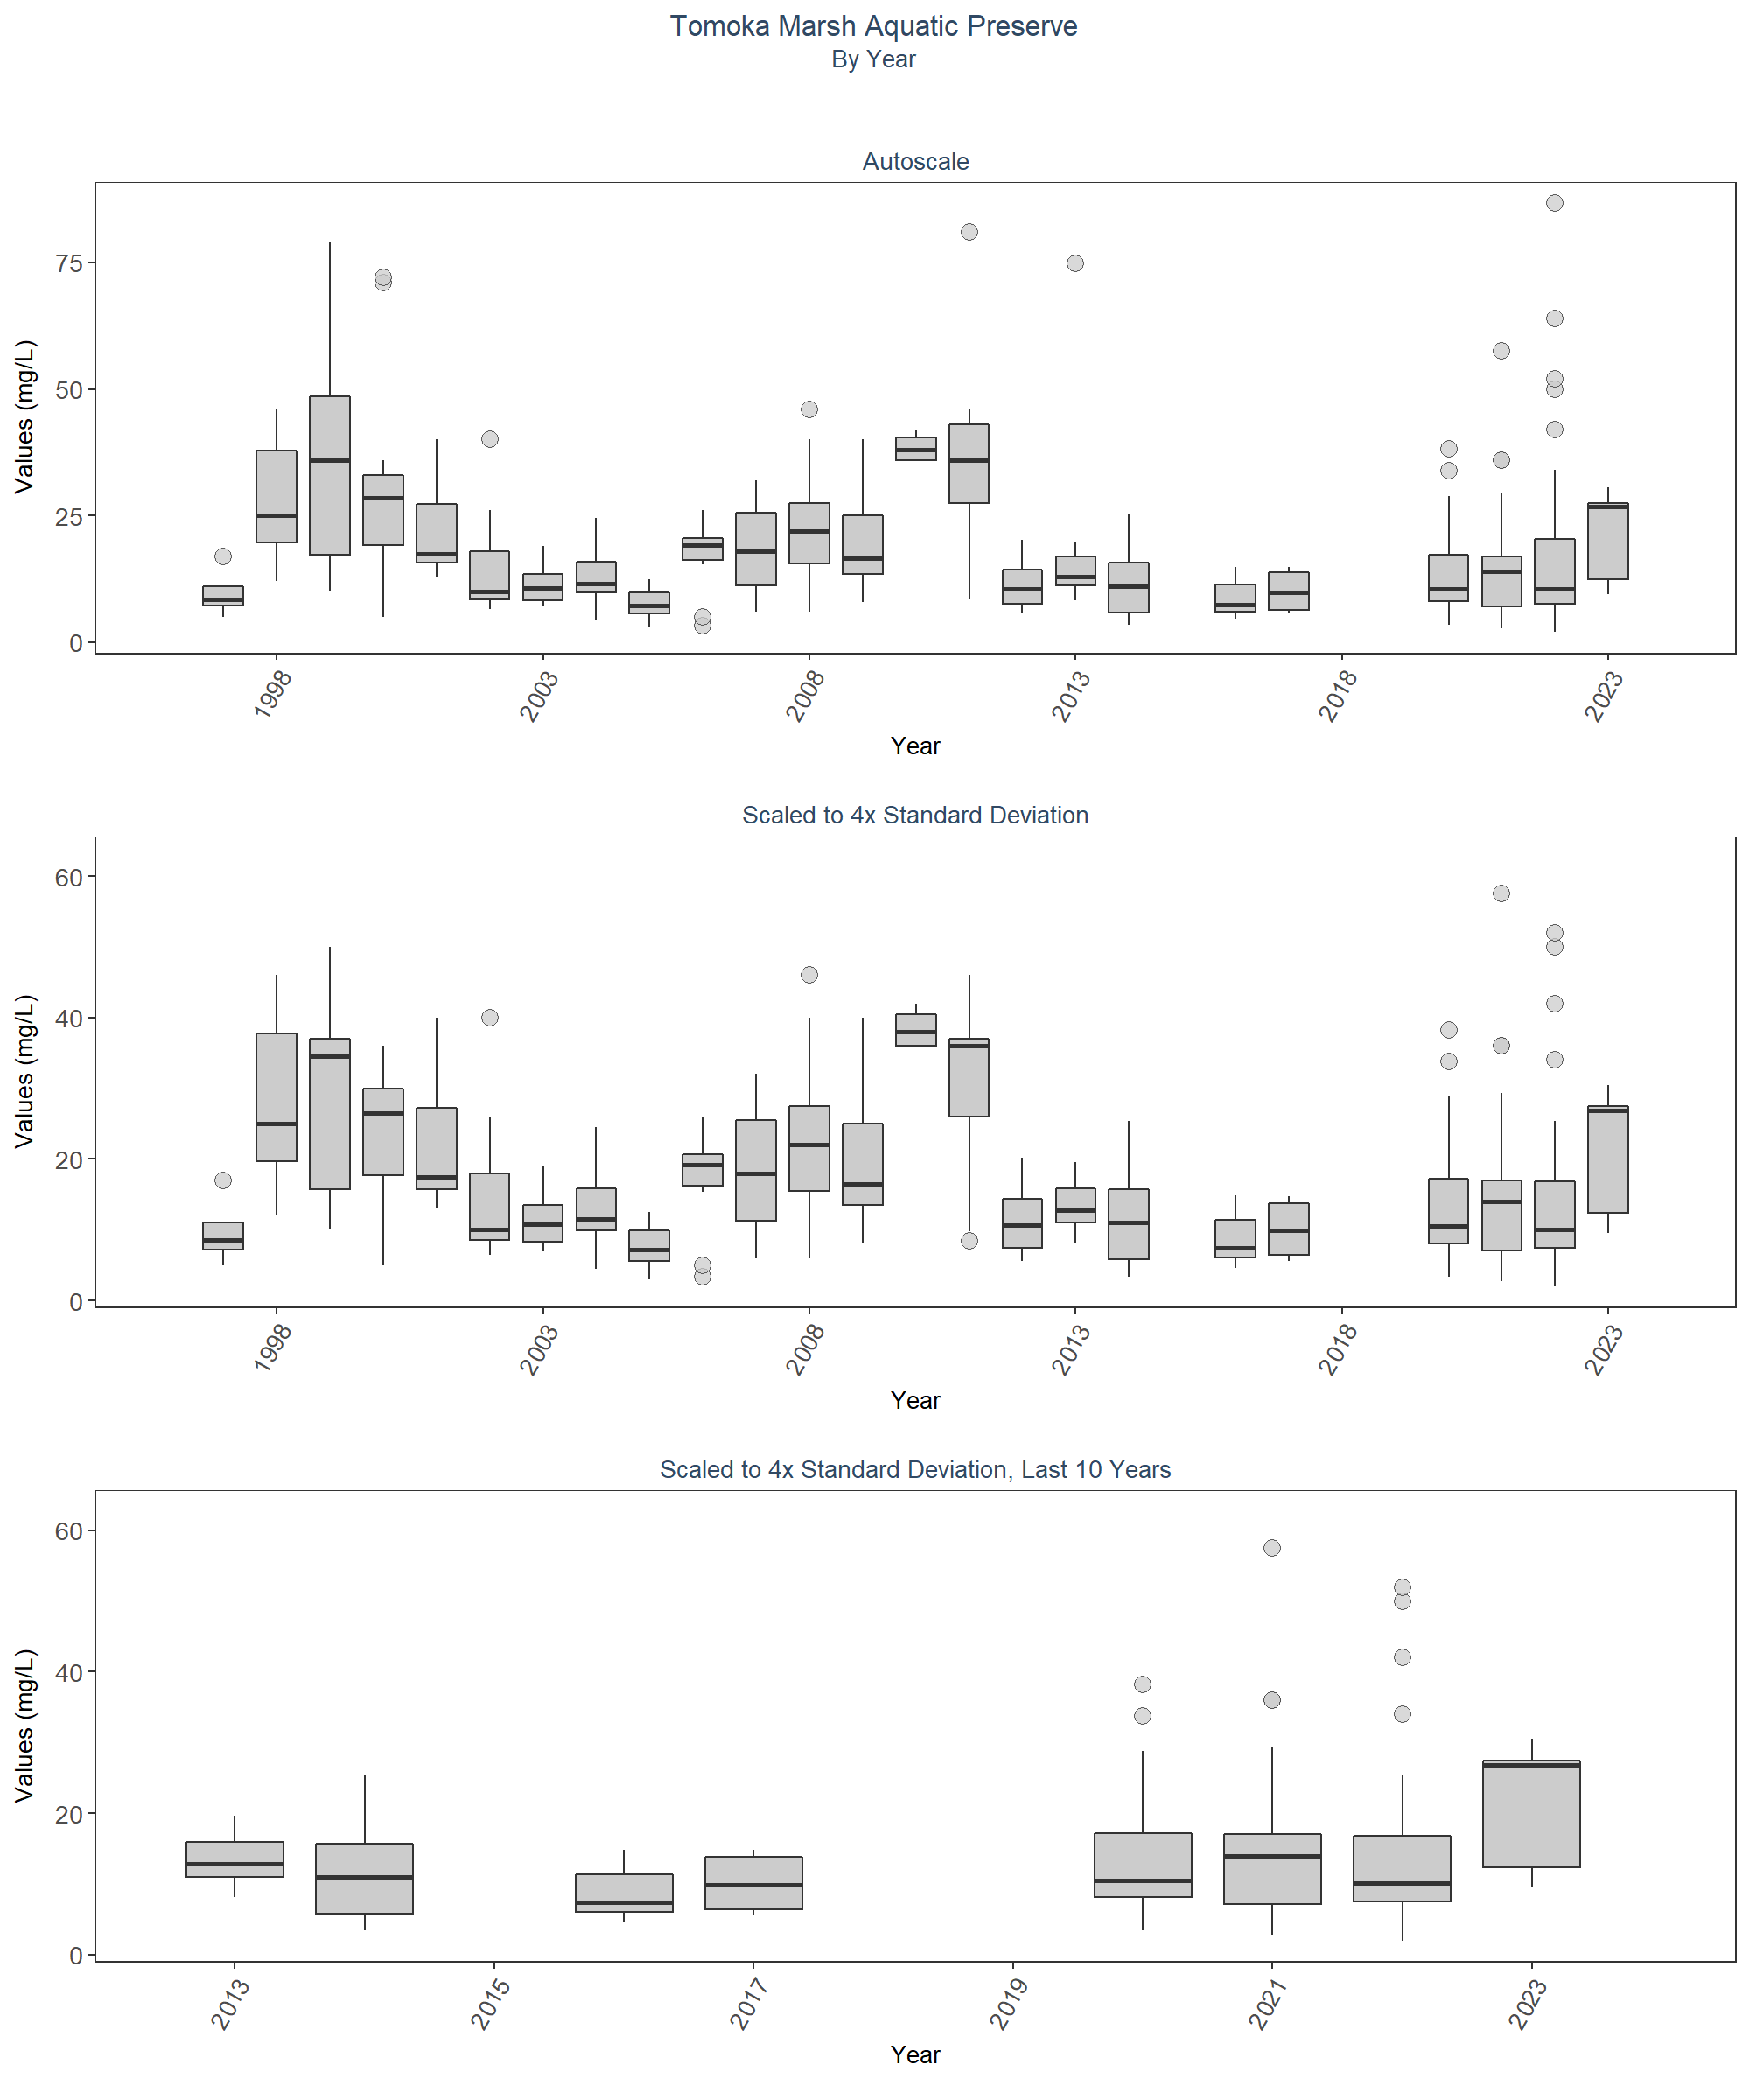 Tomoka Marsh Aquatic Preserve
By Year
Autoscale
Values (mg/L)
75
50
25
0
1998 2003 2008 2013 2018 2023
Year
Scaled to 4x Standard Deviation
Values (mg/L)
60
40
20
0
1998 2003 2008 2013 2018 2023
Year
Scaled to 4x Standard Deviation, Last 10 Years
Values (mg/L)
60
40
20
0
2013 2015 2017 2019 2021 2023
Year